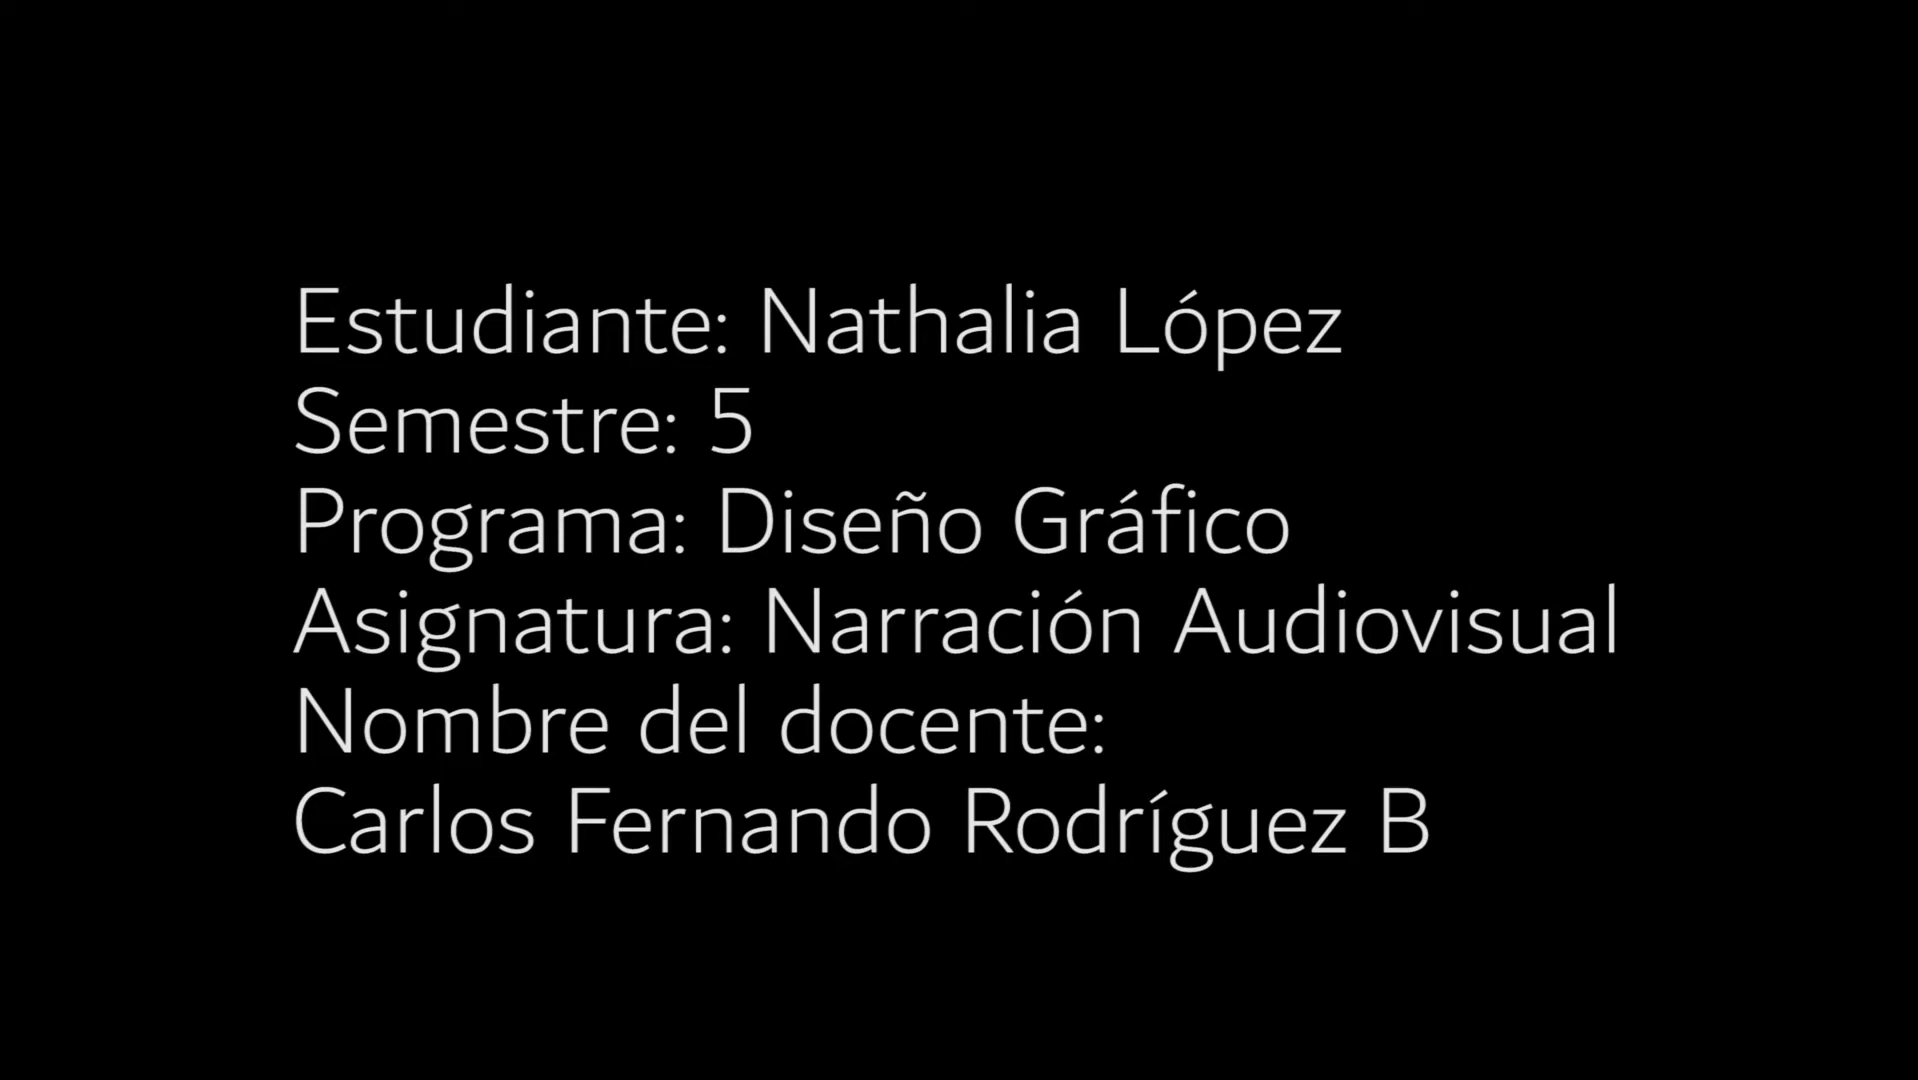 Estudiante: Nathalia López
Semestre: 5
Programa: Diseño Gráfico
Asignatura: Narración Audiovisual
Nombre del docente:
Carlos Fernando Rodríguez B